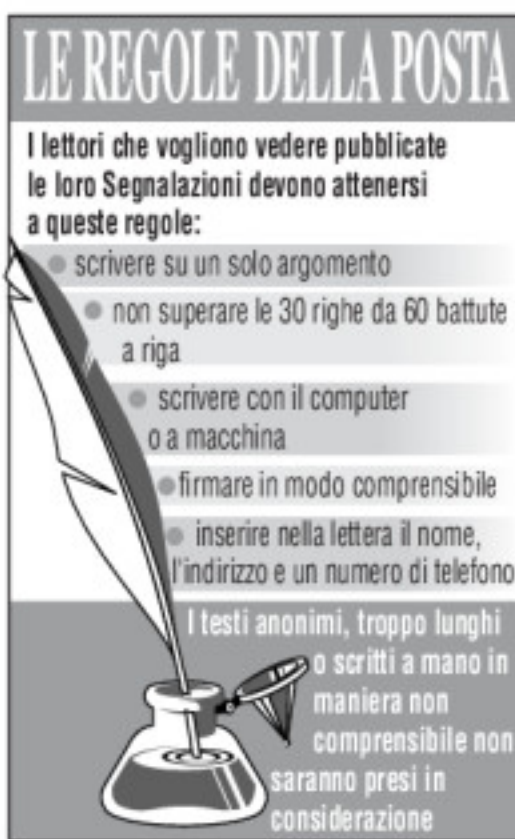 LE REGOLE DELLA POSTA
I lettori che vogliono vedere pubblicate
le loro Segnalazioni devono attenersi
a queste regole:
● scrivere su un solo argomento
● non superare le 30 righe da 60 battute
a riga
● scrivere con il computer
o a macchina
● firmare in modo comprensibile
● inserire nella lettera il nome,
l'indirizzo e un numero di telefono
I testi anonimi, troppo lunghi
o scritti a mano in
maniera non
comprensibile non
saranno presi in
considerazione